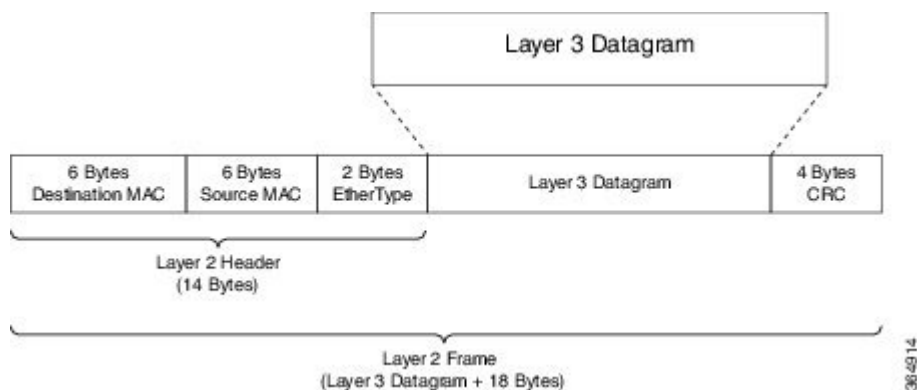 Layer 3 Datagram
6 Bytes
Destination MAC
6 Bytes
Source MAC
2 Bytes
EtherType
Layer 3 Datagram
4 Bytes
CRC
Layer 2 Header
(14 Bytes)
Layer 2 Frame
(Layer 3 Datagram + 18 Bytes)
364914